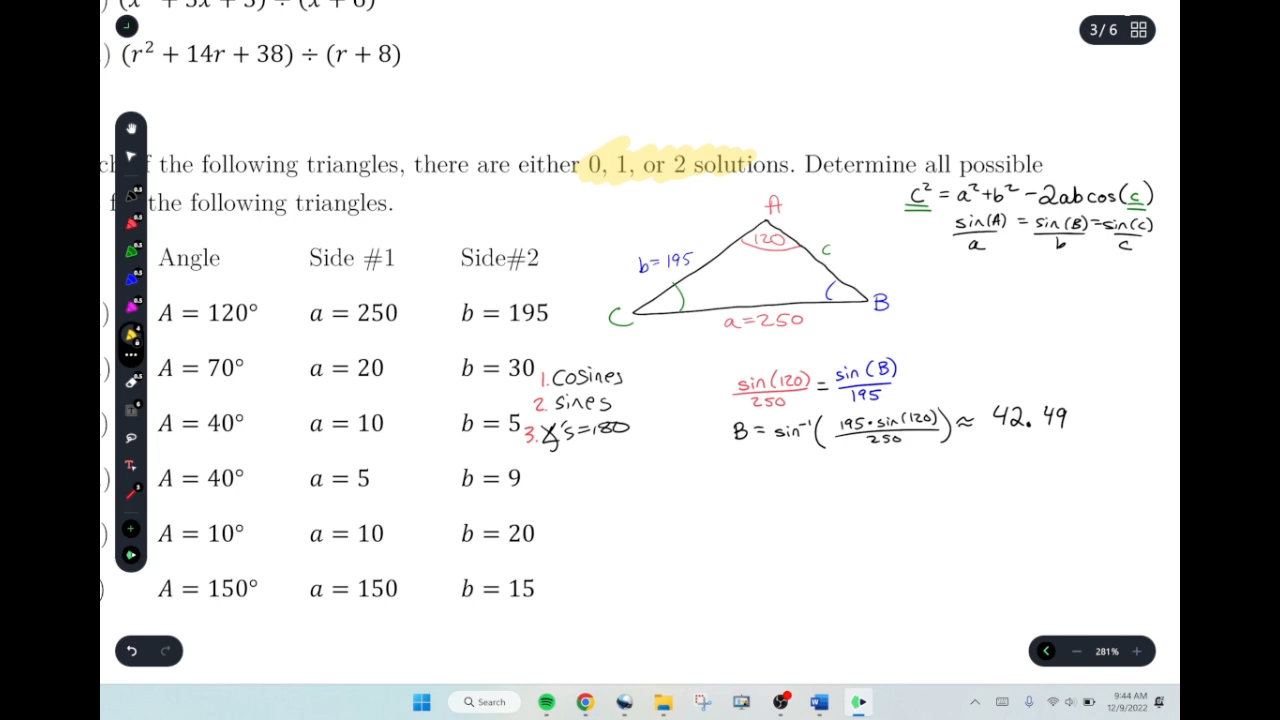 ) (x² + 5x + 3) ÷ (x + 6)
3/6
.) (r² + 14r + 38) ÷ (r + 8)
the following triangles, there are either 0, 1, or 2 solutions. Determine all possible
the following triangles.
c² = a² + b² - 2ab cos(c)
sin(A)/a = sin(B)/b = sin(c)/c
A
120
b = 195
c
C
B
a = 250
Angle Side #1 Side#2
) A = 120° a = 250 b = 195
) A = 70° a = 20 b = 30
) A = 40° a = 10 b = 5
) A = 40° a = 5 b = 9
) A = 10° a = 10 b = 20
) A = 150° a = 150 b = 15
1. cosines
2. sines
3. ∠'s = 180
sin(120)/250 = sin(B)/195
B = sin⁻¹(195·sin(120)/250) ≈ 42.49
281%
Search
9:44 AM
12/9/2022